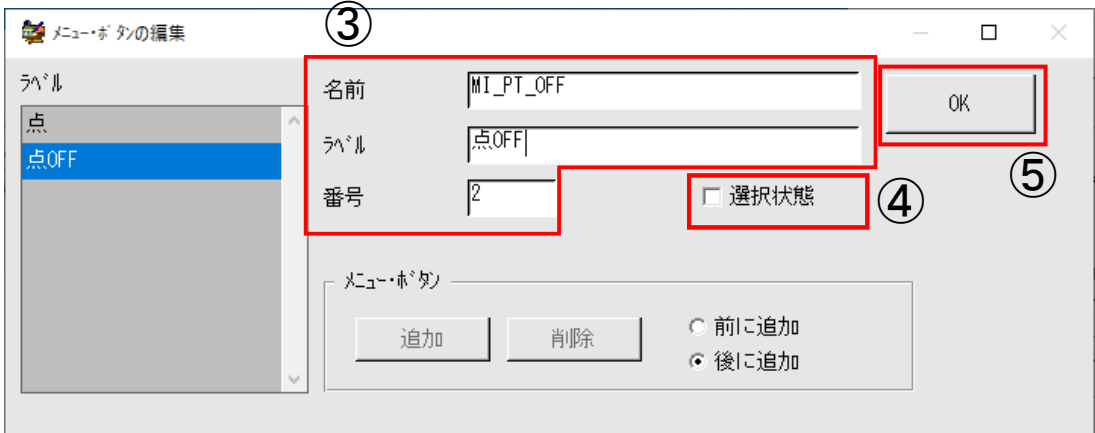 ③
ﾒﾆｭｰ・ﾎﾞﾀﾝの編集
ﾗﾍﾞﾙ
点
点OFF
名前 MI_PT_OFF
ﾗﾍﾞﾙ 点OFF
番号 2
選択状態
④
OK
⑤
ﾒﾆｭｰ・ﾎﾞﾀﾝ
追加 削除
前に追加
後に追加